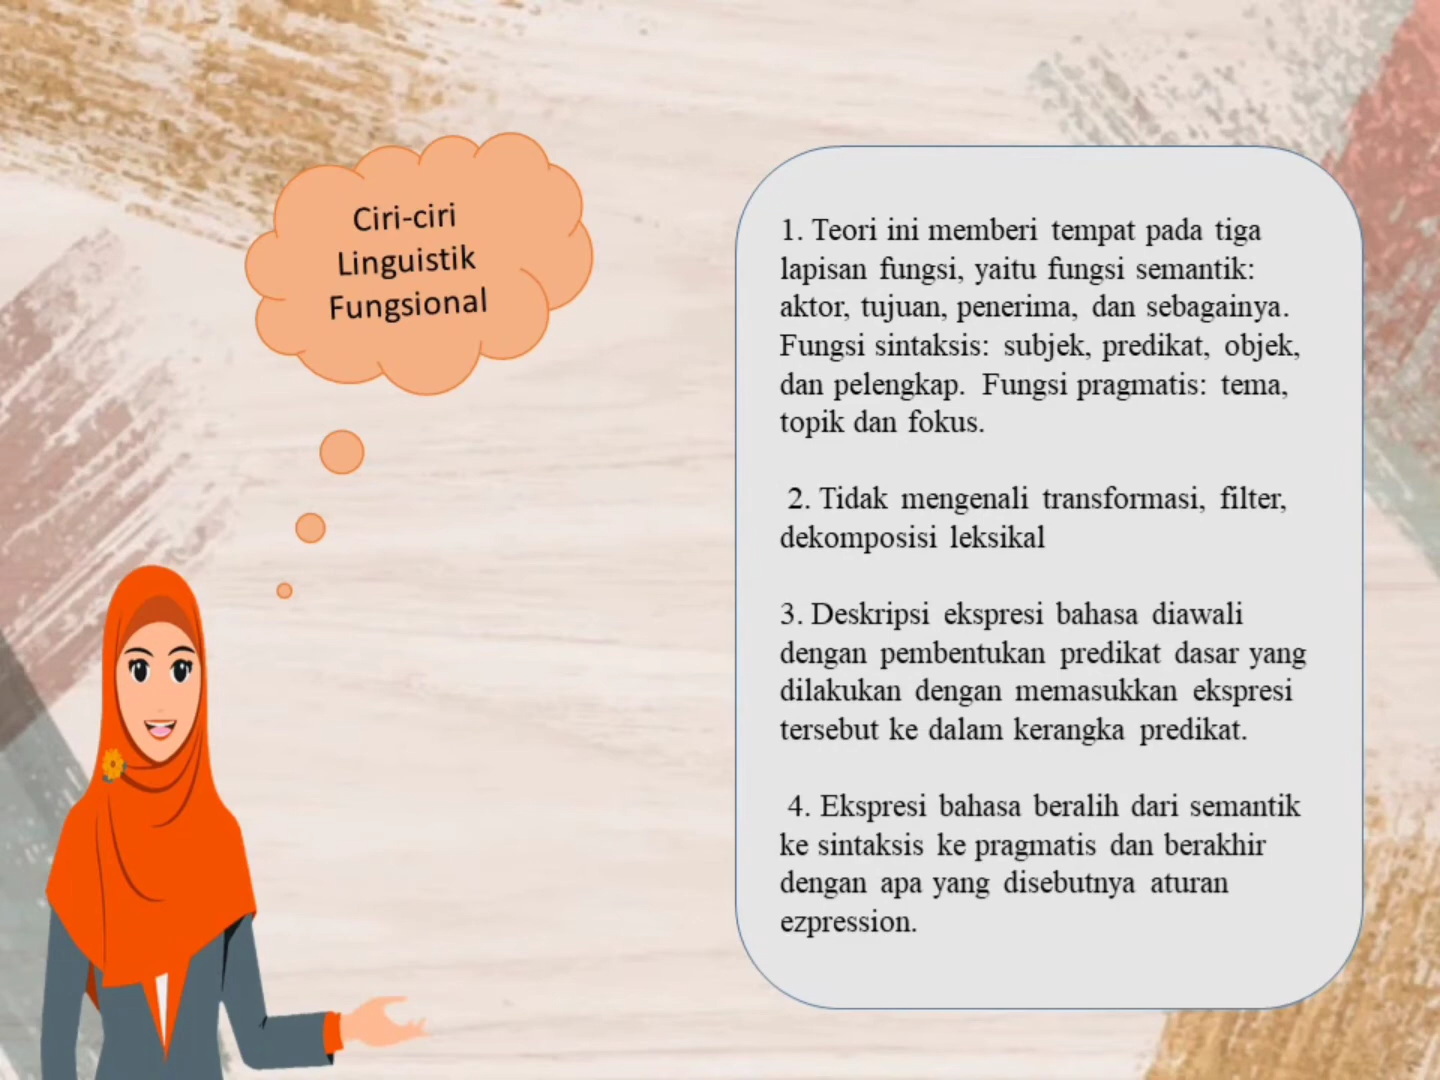 Ciri-ciri
Linguistik
Fungsional
1. Teori ini memberi tempat pada tiga
lapisan fungsi, yaitu fungsi semantik:
aktor, tujuan, penerima, dan sebagainya.
Fungsi sintaksis: subjek, predikat, objek,
dan pelengkap. Fungsi pragmatis: tema,
topik dan fokus.
2. Tidak mengenali transformasi, filter,
dekomposisi leksikal
3. Deskripsi ekspresi bahasa diawali
dengan pembentukan predikat dasar yang
dilakukan dengan memasukkan ekspresi
tersebut ke dalam kerangka predikat.
4. Ekspresi bahasa beralih dari semantik
ke sintaksis ke pragmatis dan berakhir
dengan apa yang disebutnya aturan
ezpression.